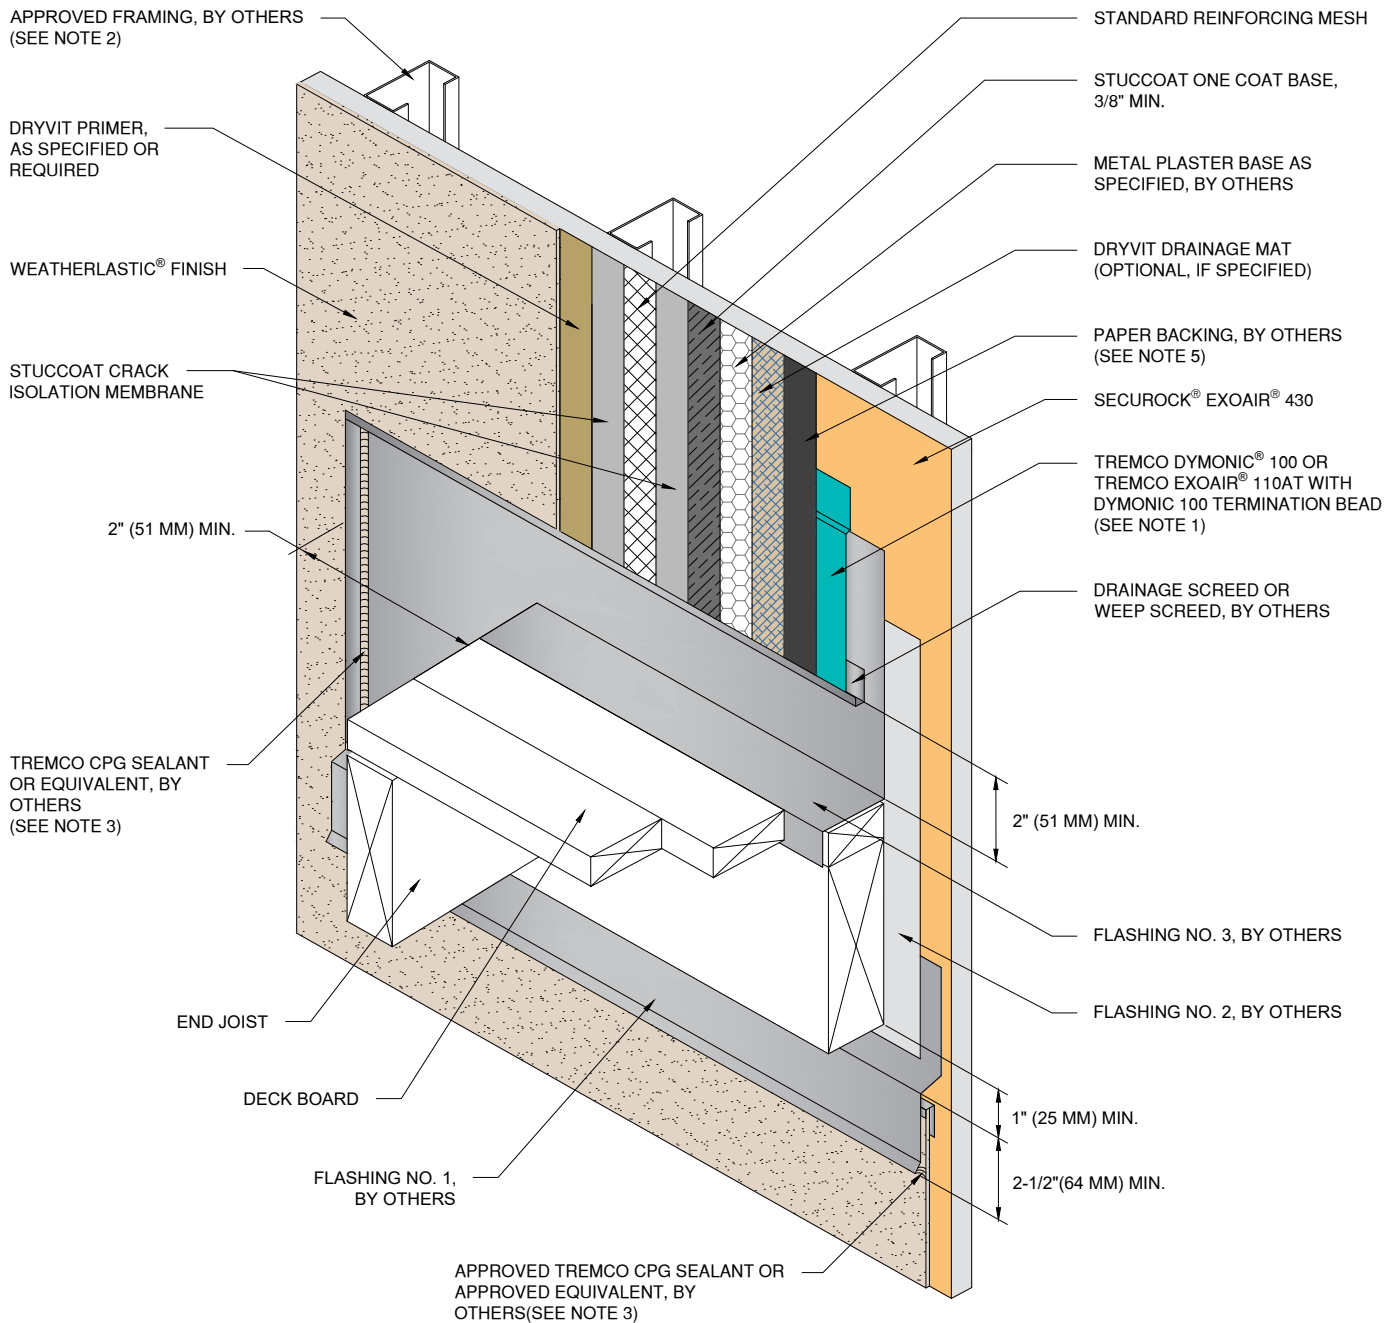 APPROVED FRAMING, BY OTHERS
(SEE NOTE 2)
DRYVIT PRIMER,
AS SPECIFIED OR
REQUIRED
WEATHERLASTIC® FINISH
STUCCOAT CRACK
ISOLATION MEMBRANE
2" (51 MM) MIN.
TREMCO CPG SEALANT
OR EQUIVALENT, BY
OTHERS
(SEE NOTE 3)
END JOIST
DECK BOARD
FLASHING NO. 1,
BY OTHERS
APPROVED TREMCO CPG SEALANT OR
APPROVED EQUIVALENT, BY
OTHERS(SEE NOTE 3)
STANDARD REINFORCING MESH
STUCCOAT ONE COAT BASE,
3/8" MIN.
METAL PLASTER BASE AS
SPECIFIED, BY OTHERS
DRYVIT DRAINAGE MAT
(OPTIONAL, IF SPECIFIED)
PAPER BACKING, BY OTHERS
(SEE NOTE 5)
SECUROCK® EXOAIR® 430
TREMCO DYMONIC® 100 OR
TREMCO EXOAIR® 110AT WITH
DYMONIC 100 TERMINATION BEAD
(SEE NOTE 1)
DRAINAGE SCREED OR
WEEP SCREED, BY OTHERS
2" (51 MM) MIN.
FLASHING NO. 3, BY OTHERS
FLASHING NO. 2, BY OTHERS
1" (25 MM) MIN.
2-1/2"(64 MM) MIN.